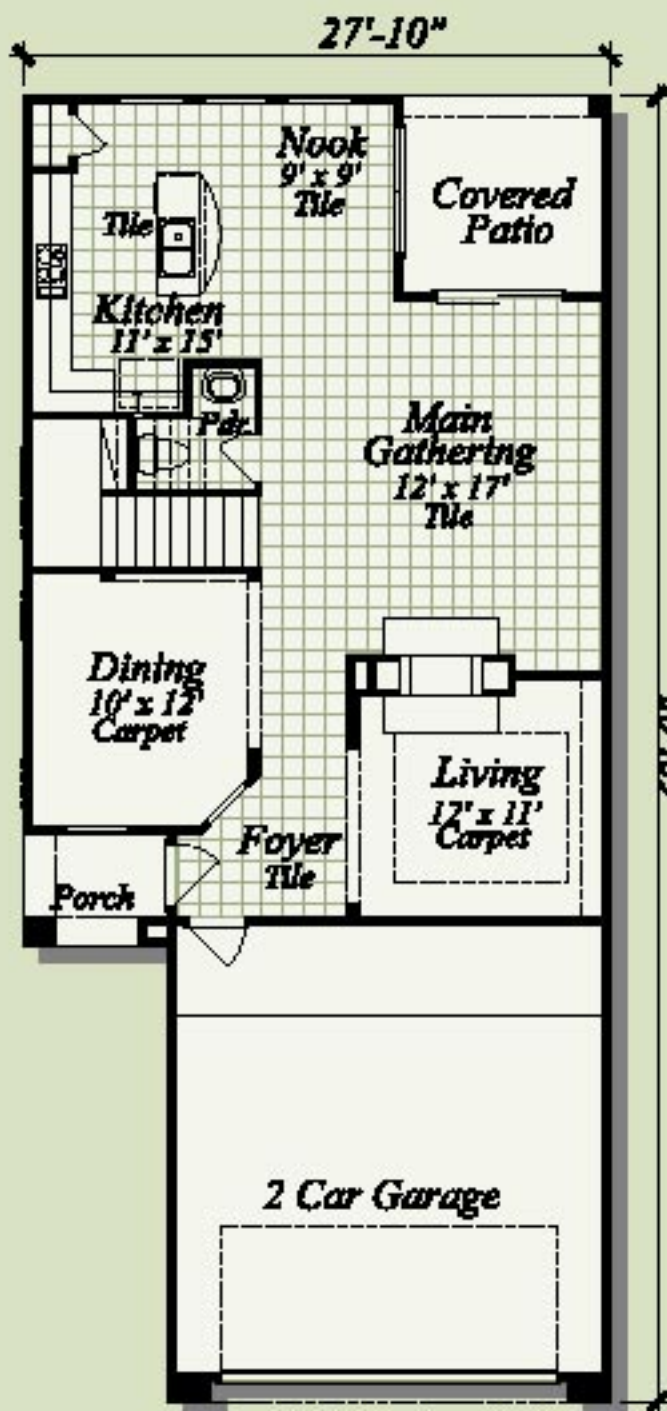 27'-10"
Nook
9' x 9'
Tile
Covered
Patio
Tile
Kitchen
11' x 15'
Pdr.
Main
Gathering
12' x 17'
Tile
Dining
10' x 12'
Carpet
Living
12' x 11'
Carpet
Foyer
Tile
Porch
2 Car Garage